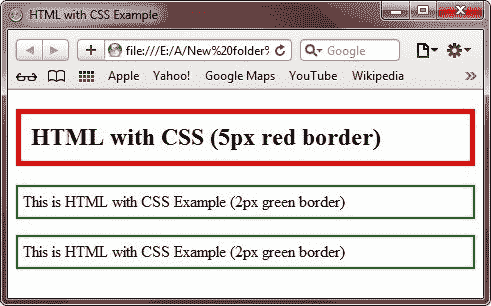 HTML with CSS Example
file:///E:/A/New%20folder%
Google
Apple Yahoo! Google Maps YouTube Wikipedia
HTML with CSS (5px red border)
This is HTML with CSS Example (2px green border)
This is HTML with CSS Example (2px green border)